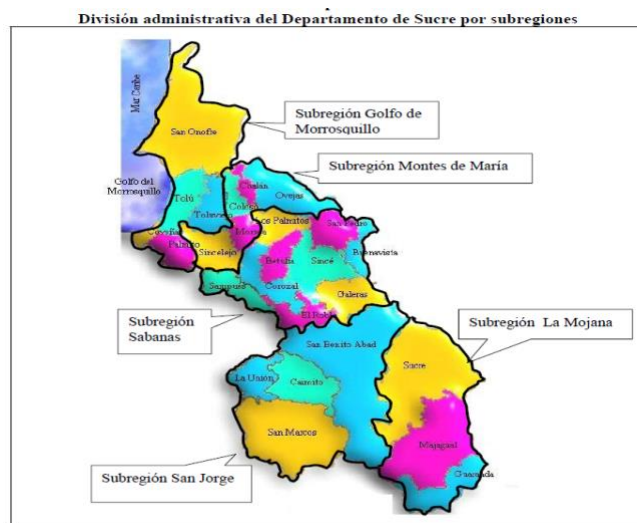 División administrativa del Departamento de Sucre por subregiones
Mar Caribe
San Onofre
Subregión Golfo de
Morrosquillo
Subregión Montes de María
Golfo del
Morrosquillo
Tolú
Toluviejo
Chalán
Colosó
Ovejas
Coveñas
Palmito
Sincelejo
Morroa
Los Palmitos
San Pedro
Buenavista
Betulia
Sincé
Sampués
Corozal
Galeras
El Roble
Subregión
Sabanas
Subregión La Mojana
San Benito Abad
Sucre
La Unión
Caimito
San Marcos
Majagual
Guaranda
Subregión San Jorge